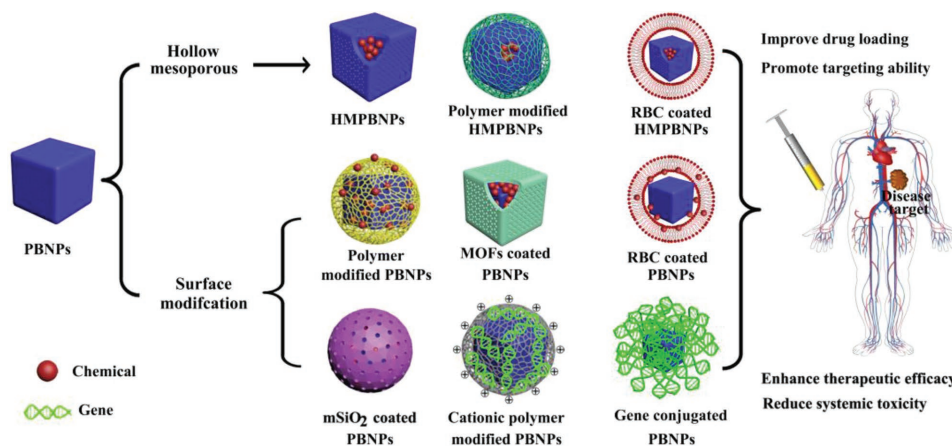 Hollow
mesoporous
HMPBNPs
Polymer modified
HMPBNPs
RBC coated
HMPBNPs
Improve drug loading
Promote targeting ability
PBNPs
Polymer
modified PBNPs
MOFs coated
PBNPs
RBC coated
PBNPs
Disease
target
Surface
modifcation
Chemical
Gene
mSiO₂ coated
PBNPs
Cationic polymer
modified PBNPs
Gene conjugated
PBNPs
Enhance therapeutic efficacy
Reduce systemic toxicity